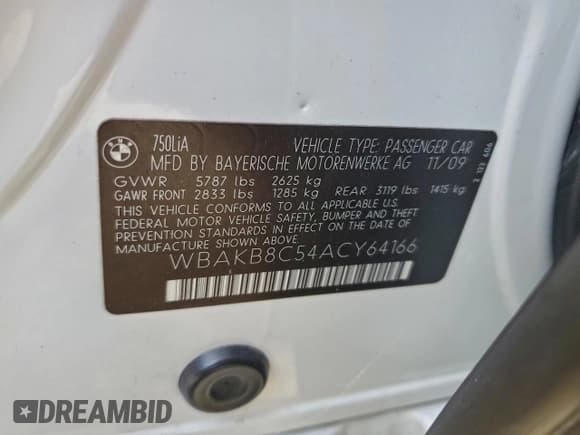 BMW
750LiA VEHICLE TYPE: PASSENGER CAR
MFD BY BAYERISCHE MOTORENWERKE AG 11/09
GVWR 5787 lbs 2625 kg
GAWR FRONT 2833 lbs 1285 kg REAR 3119 lbs 1415 kg
THIS VEHICLE CONFORMS TO ALL APPLICABLE
FEDERAL MOTOR VEHICLE SAFETY, BUMPER AND THEFT
PREVENTION STANDARDS IN EFFECT ON THE DATE OF
MANUFACTURE SHOWN ABOVE.
WBAKB8C54ACY64166
DREAMBID